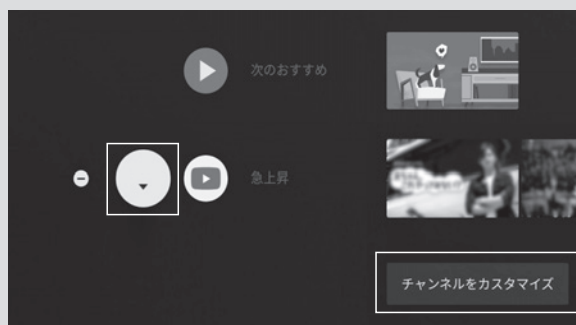 次のおすすめ
急上昇
チャンネルをカスタマイズ